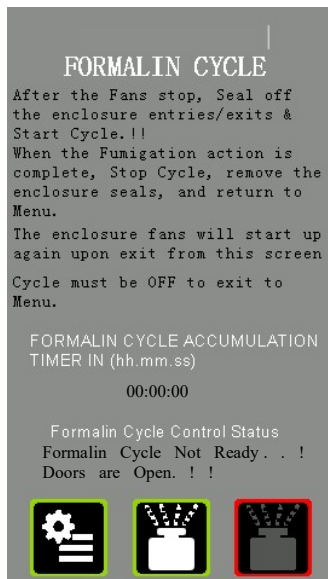 FORMALIN CYCLE
After the Fans stop, Seal off
the enclosure entries/exits &
Start Cycle.!!
When the Fumigation action is
complete, Stop Cycle, remove the
enclosure seals, and return to
Menu.
The enclosure fans will start up
again upon exit from this screen
Cycle must be OFF to exit to
Menu.
FORMALIN CYCLE ACCUMULATION
TIMER IN (hh.mm.ss)
00:00:00
Formalin Cycle Control Status
Formalin Cycle Not Ready . . !
Doors are Open. ! !